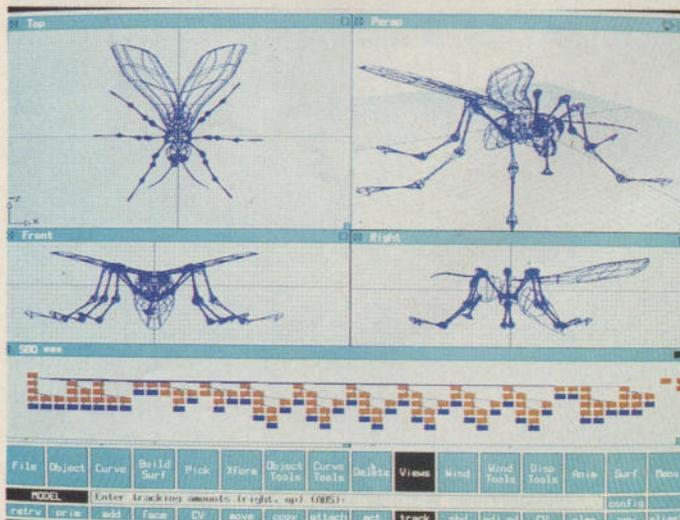 Top
Persp
Front
Right
SBD
File Object Curve Build Surf Pick Xform Object Tools Curve Tools Delete Views Wind Wind Tools Disp Tools Anim Surf Menu
MODEL Enter tracking amounts (right, up) (ABS): config
retrv prim add face CV move copy attach act track